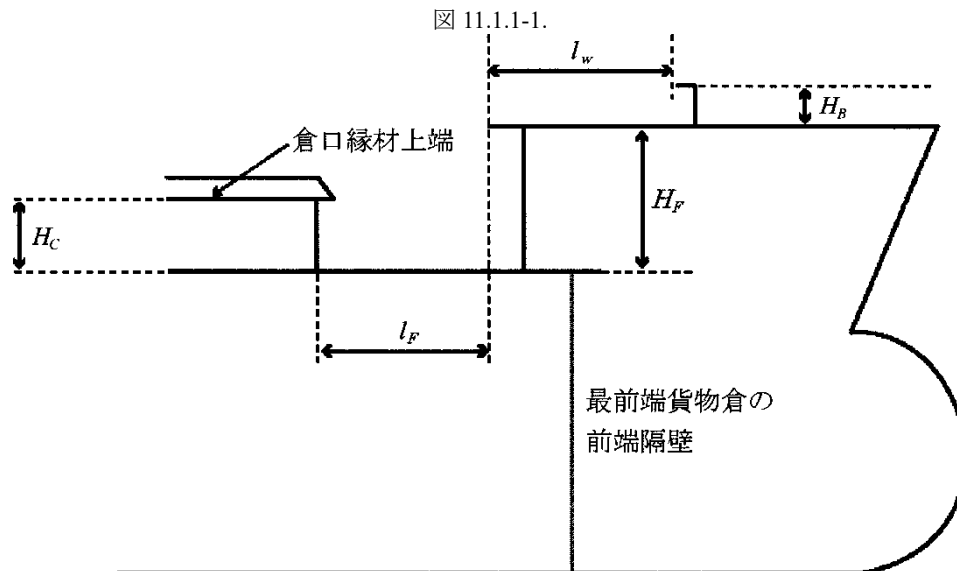 図 11.1.1-1.
l_w
H_B
倉口縁材上端
H_F
H_C
l_F
最前端貨物倉の
前端隔壁